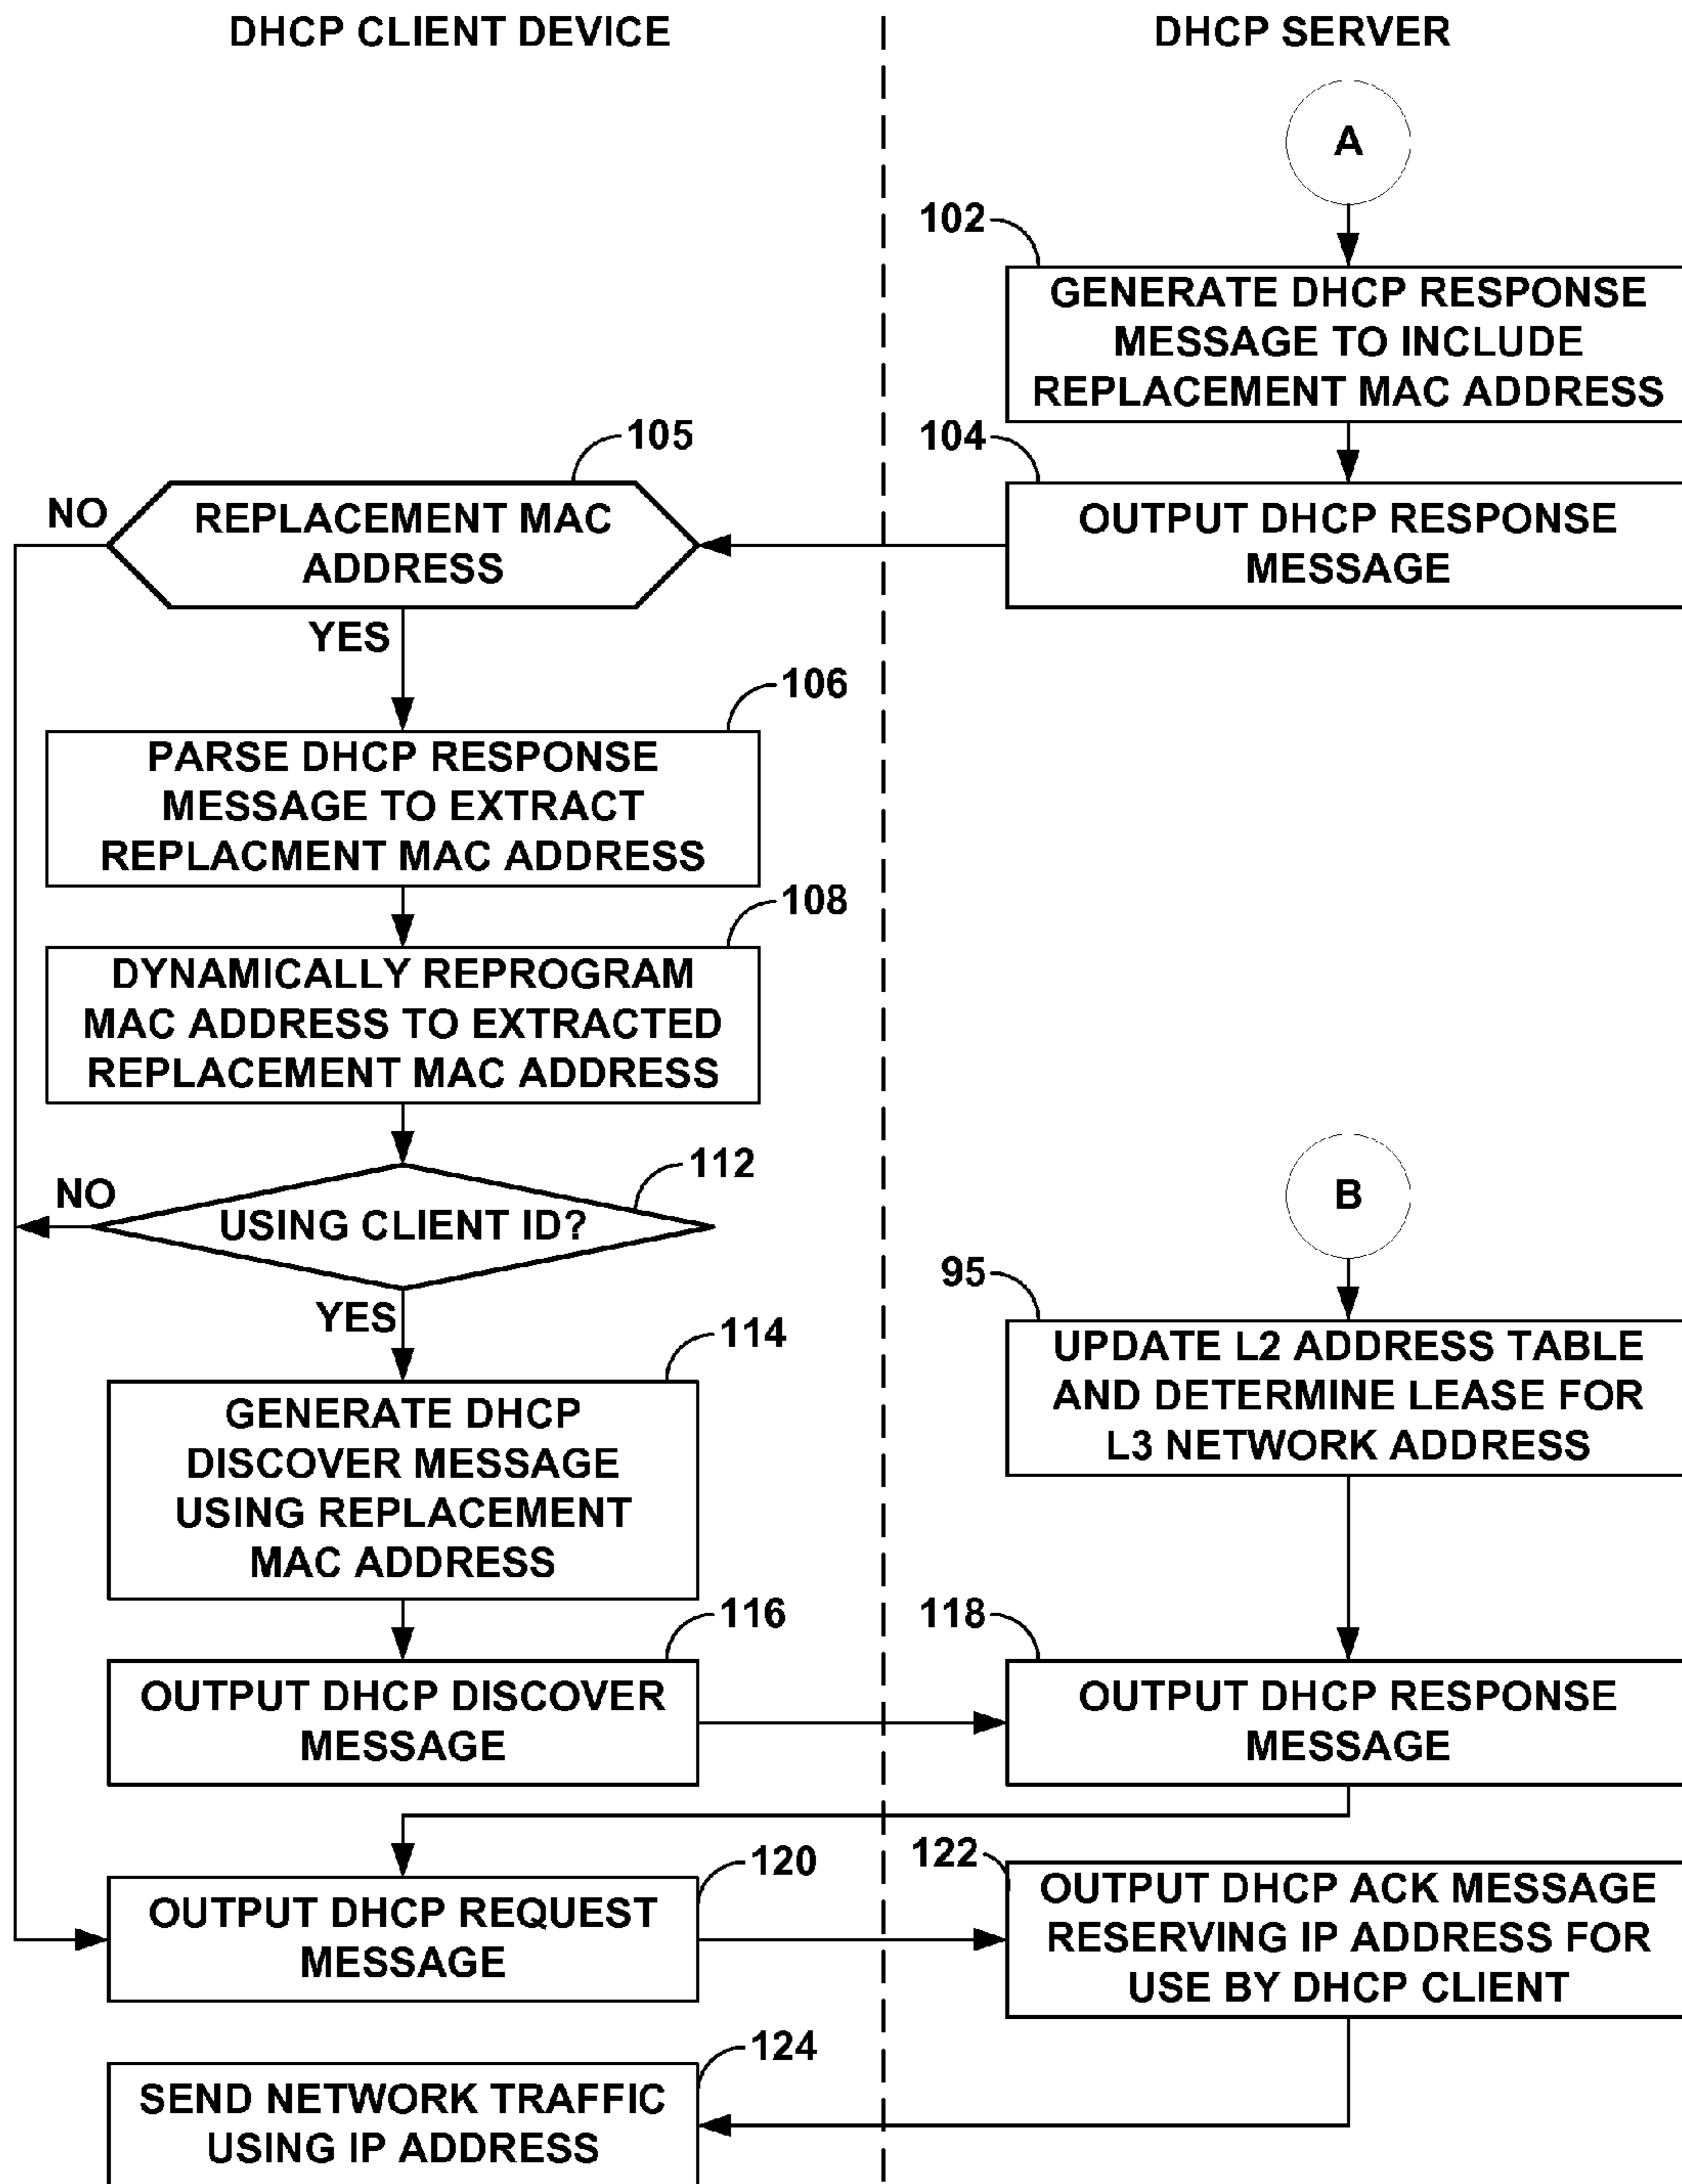 DHCP CLIENT DEVICE
DHCP SERVER
A
102
GENERATE DHCP RESPONSE
MESSAGE TO INCLUDE
REPLACEMENT MAC ADDRESS
104
OUTPUT DHCP RESPONSE
MESSAGE
105
NO
REPLACEMENT MAC
ADDRESS
YES
106
PARSE DHCP RESPONSE
MESSAGE TO EXTRACT
REPLACMENT MAC ADDRESS
108
DYNAMICALLY REPROGRAM
MAC ADDRESS TO EXTRACTED
REPLACEMENT MAC ADDRESS
112
NO
USING CLIENT ID?
YES
114
GENERATE DHCP
DISCOVER MESSAGE
USING REPLACEMENT
MAC ADDRESS
116
OUTPUT DHCP DISCOVER
MESSAGE
B
95
UPDATE L2 ADDRESS TABLE
AND DETERMINE LEASE FOR
L3 NETWORK ADDRESS
118
OUTPUT DHCP RESPONSE
MESSAGE
120
OUTPUT DHCP REQUEST
MESSAGE
122
OUTPUT DHCP ACK MESSAGE
RESERVING IP ADDRESS FOR
USE BY DHCP CLIENT
124
SEND NETWORK TRAFFIC
USING IP ADDRESS